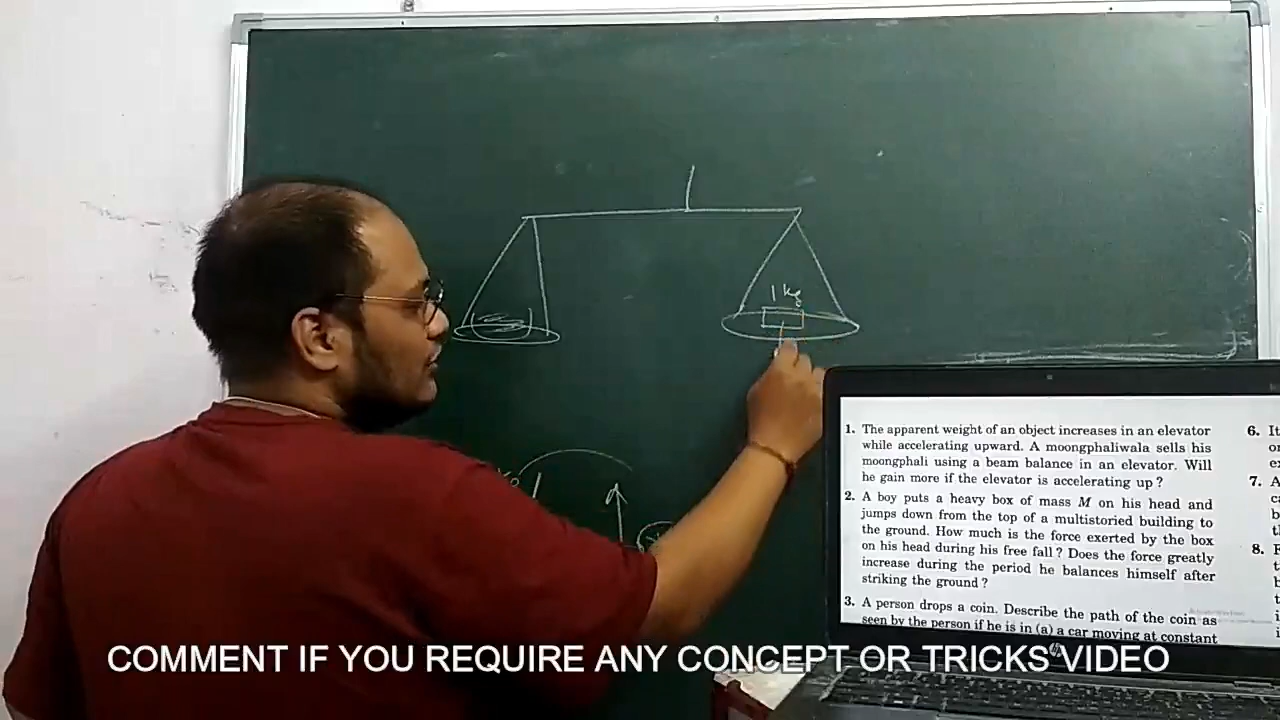 1 kg
1. The apparent weight of an object increases in an elevator
while accelerating upward. A moongphaliwala sells his
moongphali using a beam balance in an elevator. Will
he gain more if the elevator is accelerating up ?
2. A boy puts a heavy box of mass M on his head and
jumps down from the top of a multistoried building to
the ground. How much is the force exerted by the box
on his head during his free fall ? Does the force greatly
increase during the period he balances himself after
striking the ground ?
3. A person drops a coin. Describe the path of the coin as
seen by the person if he is in (a) a car moving at constant
6. It
7. A
8.
COMMENT IF YOU REQUIRE ANY CONCEPT OR TRICKS VIDEO